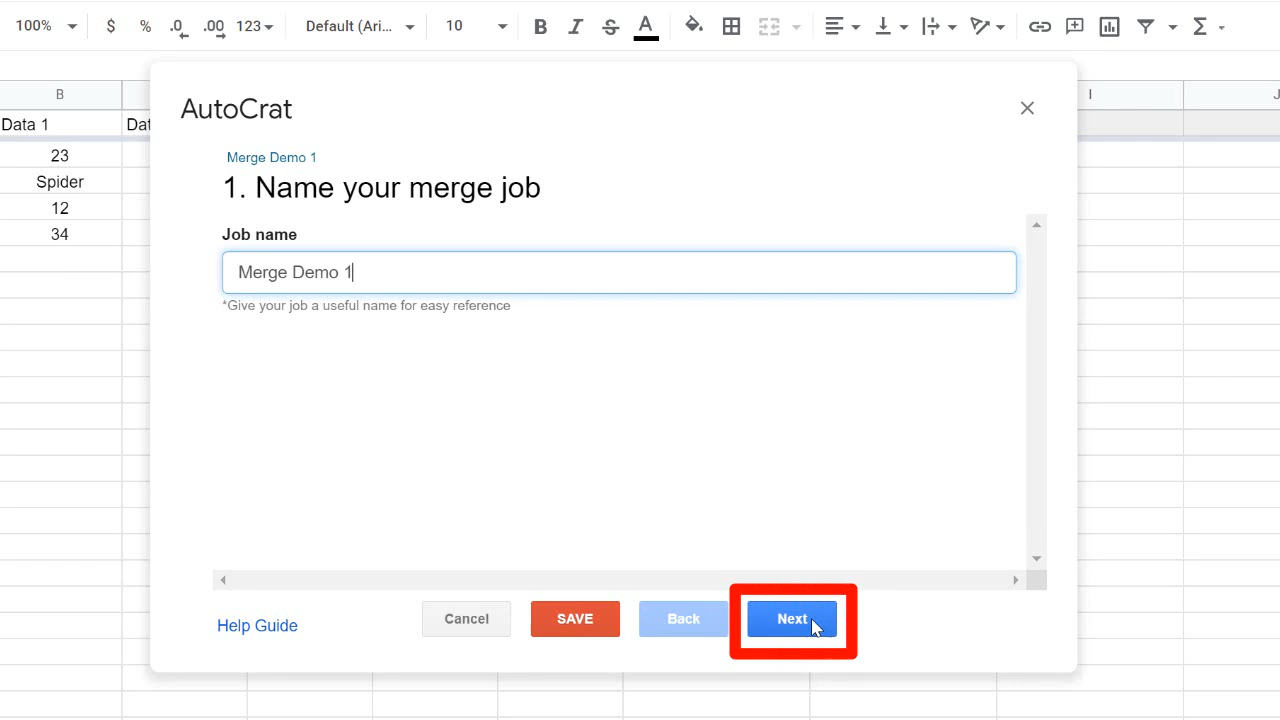 100% $ % .0 .00 123 Default (Ari... 10 B I S A Σ
B I J
Data 1 Dat
23
Spider
12
34
AutoCrat
Merge Demo 1
1. Name your merge job
Job name
Merge Demo 1
*Give your job a useful name for easy reference
Help Guide Cancel SAVE Back Next